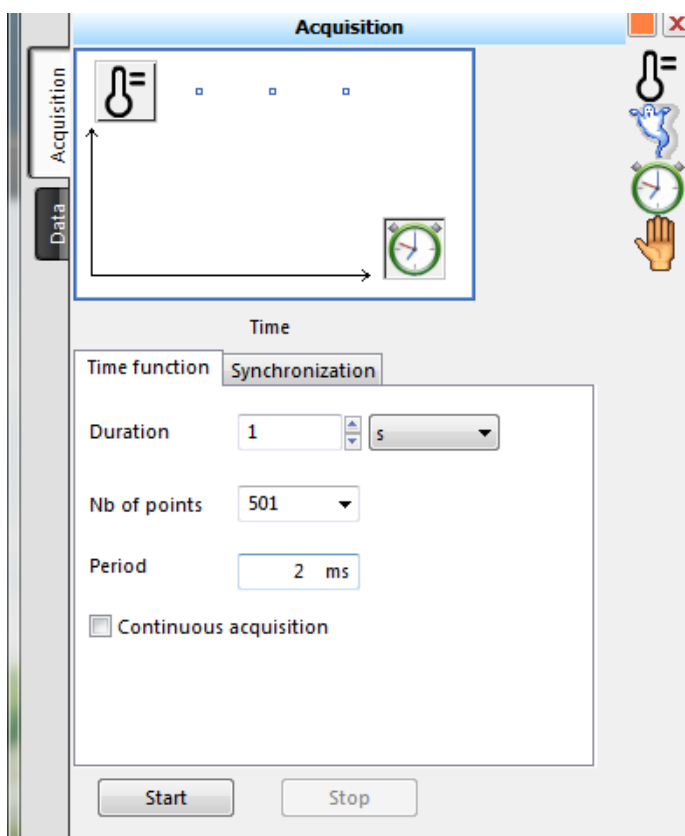 Acquisition
Acquisition
Data
Time
Time function
Synchronization
Duration
1
s
Nb of points
501
Period
2 ms
Continuous acquisition
Start
Stop